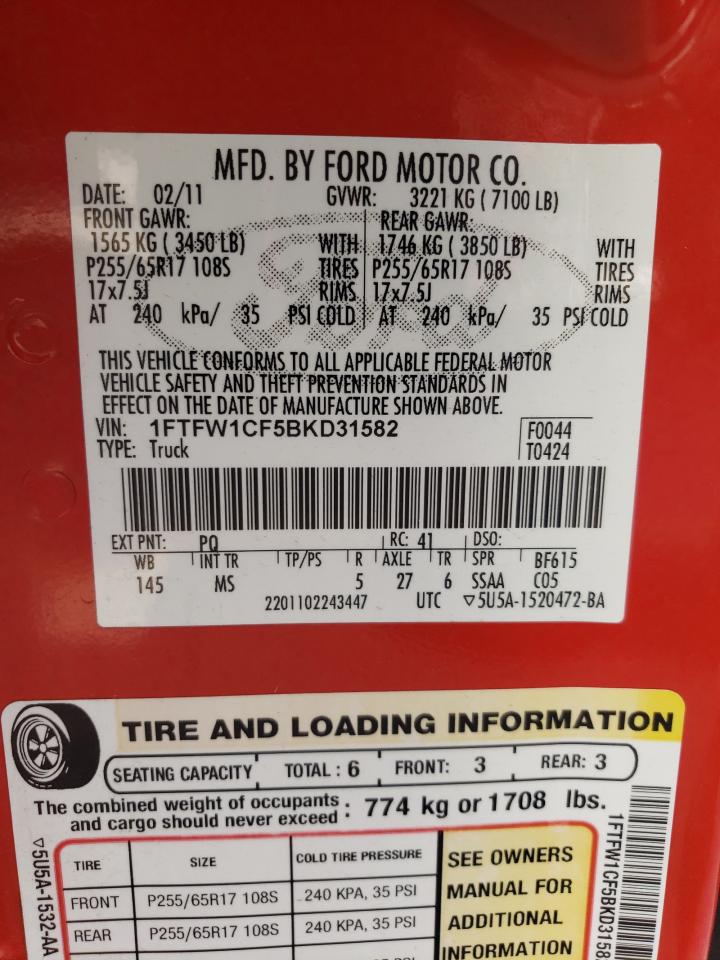 MFD. BY FORD MOTOR CO.
DATE: 02/11 GVWR: 3221 KG ( 7100 LB)
FRONT GAWR: REAR GAWR:
1565 KG ( 3450 LB) WITH 1746 KG ( 3850 LB) WITH
P255/65R17 108S TIRES P255/65R17 108S TIRES
17x7.5J RIMS 17x7.5J RIMS
AT 240 kPa/ 35 PSI COLD AT 240 kPa/ 35 PSI COLD
Ford
THIS VEHICLE CONFORMS TO ALL APPLICABLE FEDERAL MOTOR
VEHICLE SAFETY AND THEFT PREVENTION STANDARDS IN
EFFECT ON THE DATE OF MANUFACTURE SHOWN ABOVE.
VIN: 1FTFW1CF5BKD31582 F0044
TYPE: Truck T0424
EXT PNT: PQ RC: 41 DSO:
WB INT TR TP/PS R AXLE TR SPR BF615
145 MS 5 27 6 SSAA C05
2201102243447 UTC ▽5U5A-1520472-BA
TIRE AND LOADING INFORMATION
SEATING CAPACITY TOTAL : 6 FRONT: 3 REAR: 3
The combined weight of occupants
and cargo should never exceed : 774 kg or 1708 lbs.
TIRE SIZE COLD TIRE PRESSURE
FRONT P255/65R17 108S 240 KPA, 35 PSI
REAR P255/65R17 108S 240 KPA, 35 PSI
SEE OWNERS
MANUAL FOR
ADDITIONAL
INFORMATION
▽5U5A-1532-AA
1FTFW1CF5BKD3158